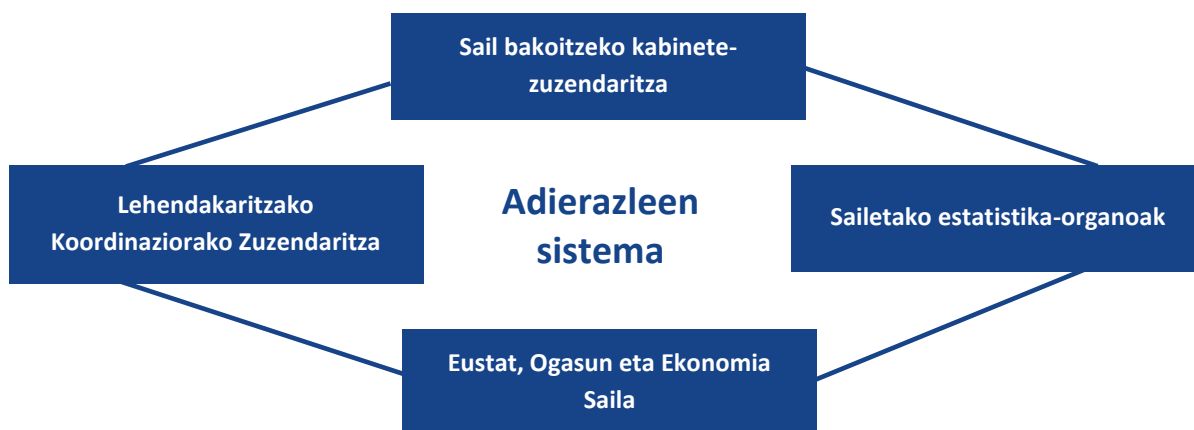 Sail bakoitzeko kabinete-
zuzendaritza
Lehendakaritzako
Koordinaziorako Zuzendaritza
Adierazleen
sistema
Sailetako estatistika-organoak
Eustat, Ogasun eta Ekonomia
Saila